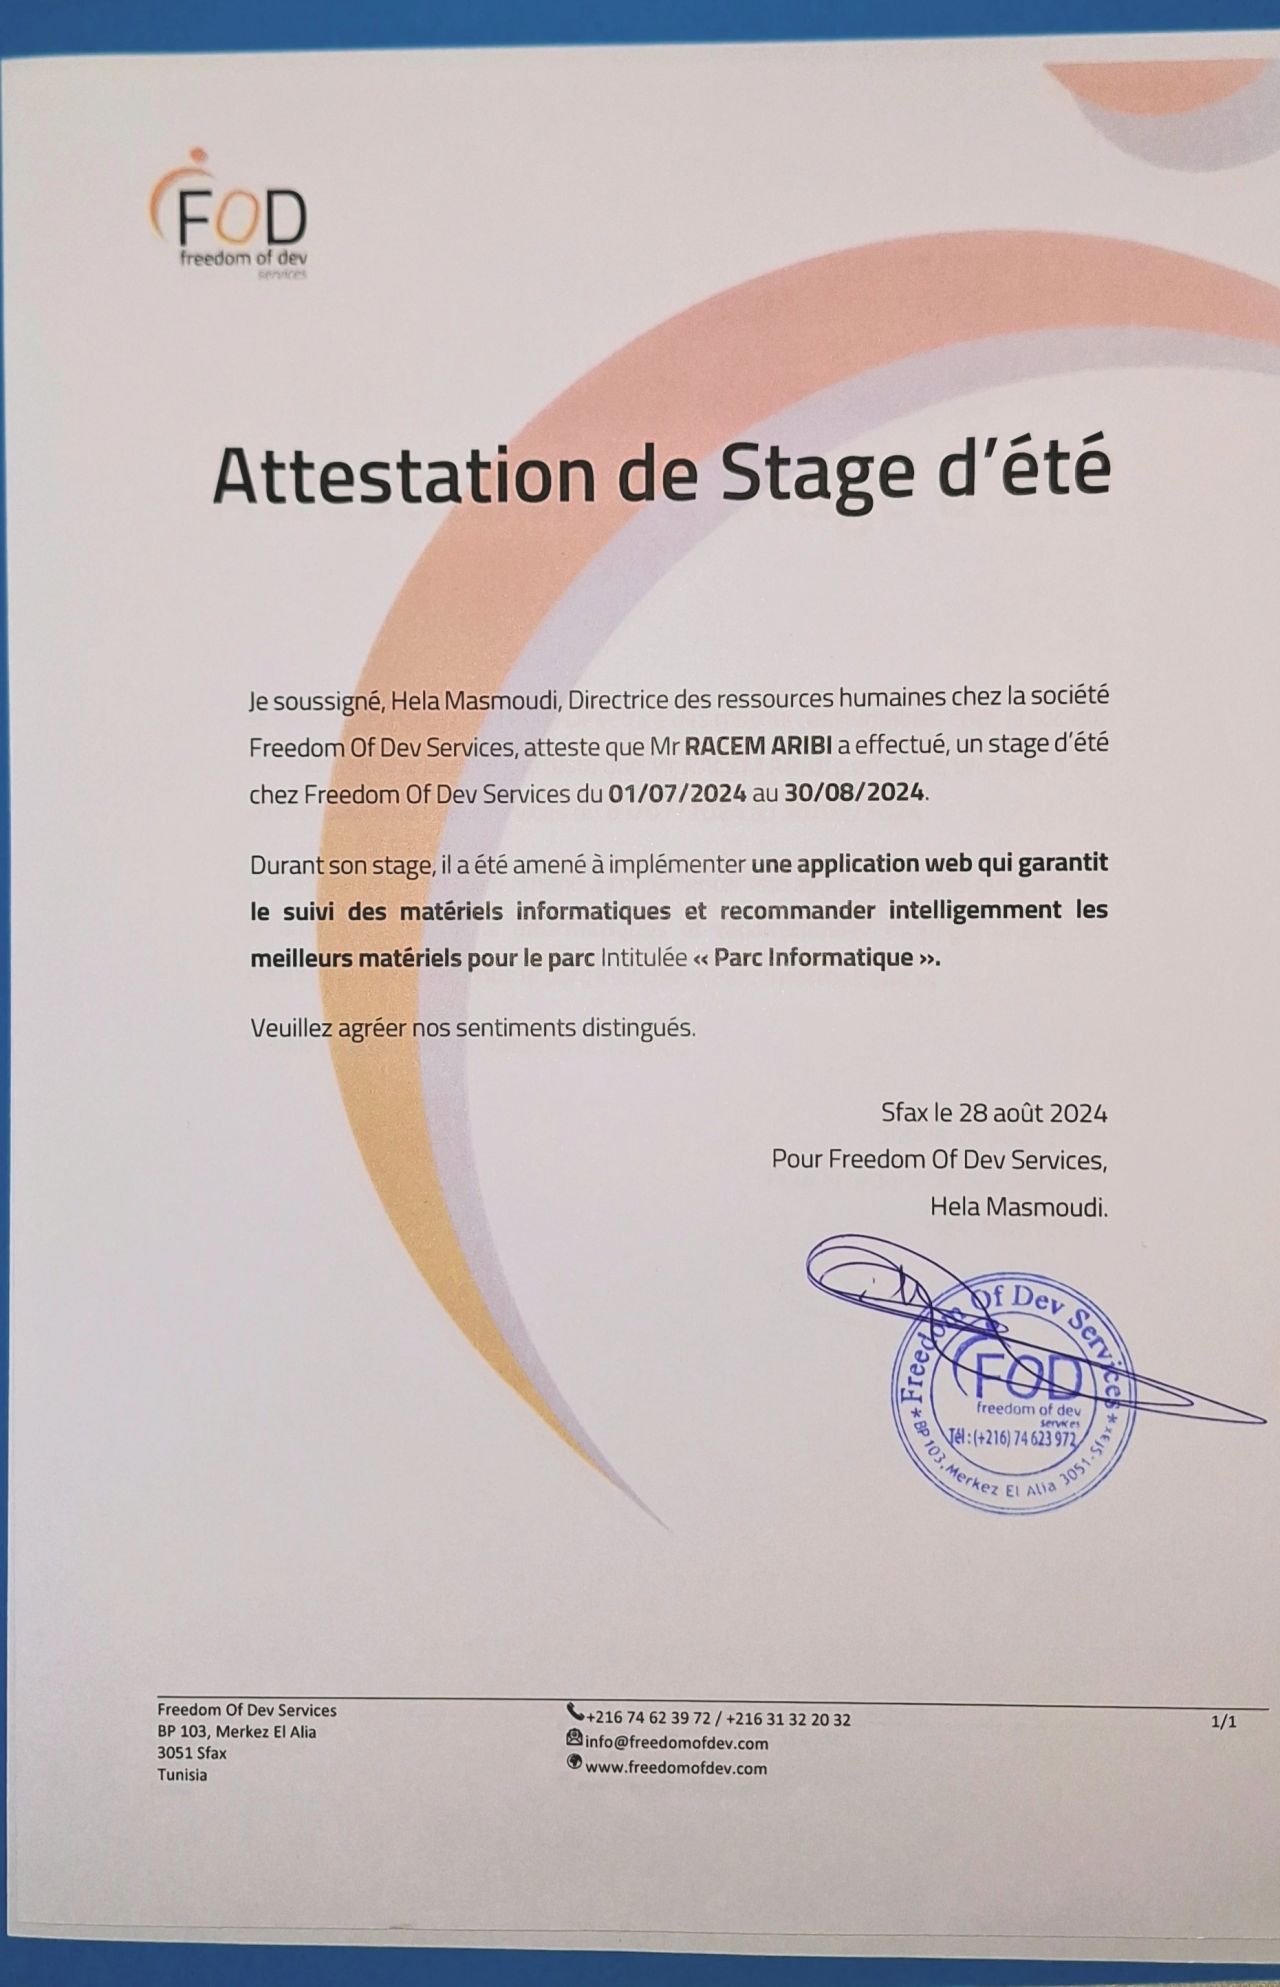 FOD
freedom of dev
services
Attestation de Stage d'été
Je soussigné, Hela Masmoudi, Directrice des ressources humaines chez la société
Freedom Of Dev Services, atteste que Mr RACEM ARIBI a effectué, un stage d'été
chez Freedom Of Dev Services du 01/07/2024 au 30/08/2024.
Durant son stage, il a été amené à implémenter une application web qui garantit
le suivi des matériels informatiques et recommander intelligemment les
meilleurs matériels pour le parc Intitulée « Parc Informatique ».
Veuillez agréer nos sentiments distingués.
Sfax le 28 août 2024
Pour Freedom Of Dev Services,
Hela Masmoudi.
Freedom Of Dev Services
FOD
freedom of dev
services
Tél : (+216) 74 623 972
* BP 103, Merkez El Alia 3051-Sfax *
Freedom Of Dev Services
BP 103, Merkez El Alia
3051 Sfax
Tunisia
+216 74 62 39 72 / +216 31 32 20 32
info@freedomofdev.com
www.freedomofdev.com
1/1